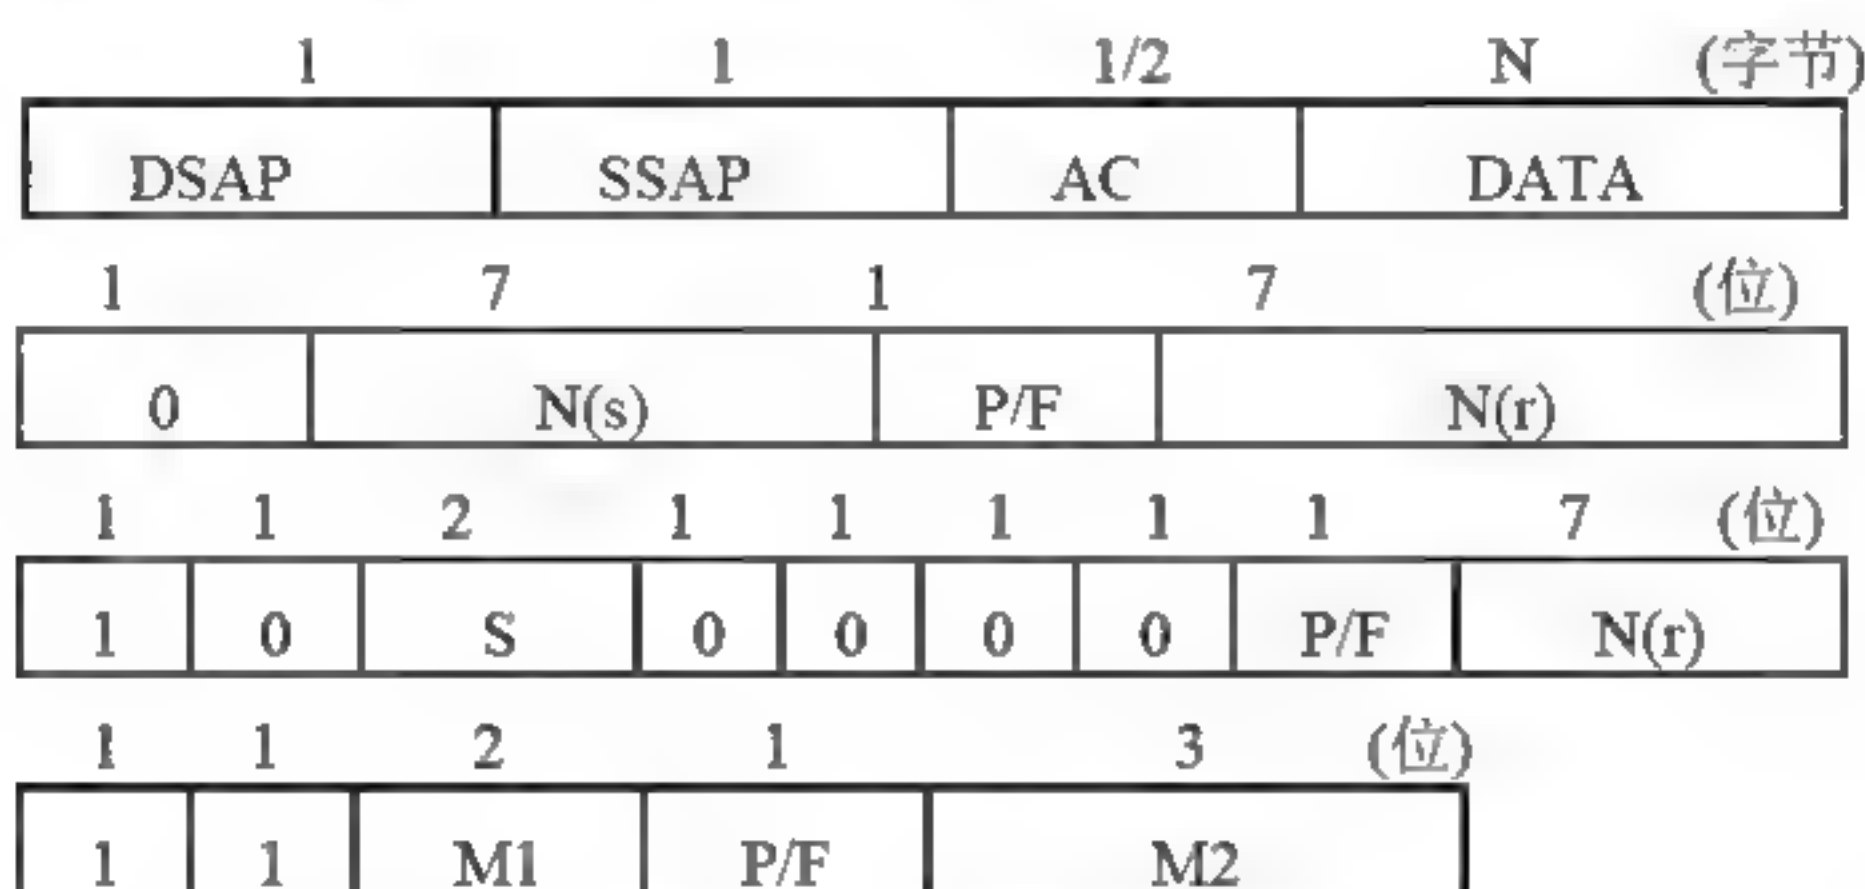 1 1 1/2 N (字节)
DSAP SSAP AC DATA
1 7 1 7 (位)
0 N(s) P/F N(r)
1 1 2 1 1 1 1 1 7 (位)
1 0 S 0 0 0 0 P/F N(r)
1 1 2 1 3 (位)
1 1 M1 P/F M2